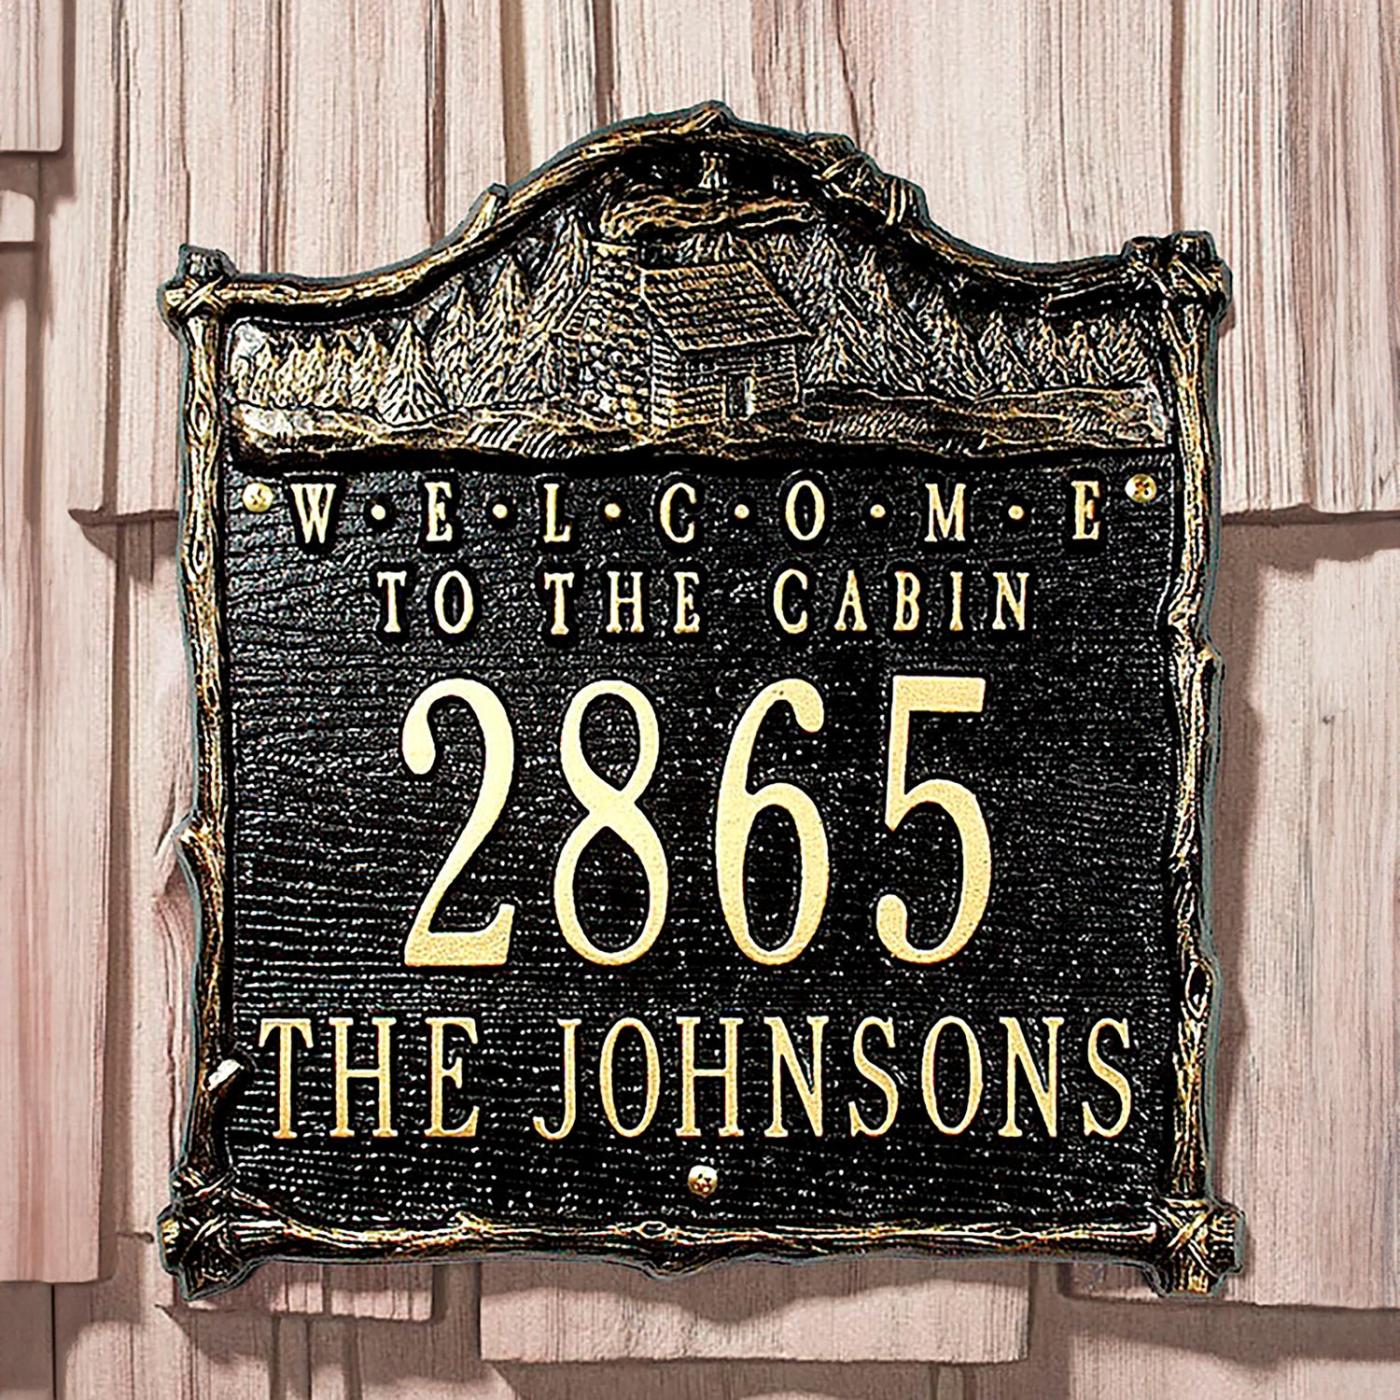 W·E·L·C·O·M·E
TO THE CABIN
2865
THE JOHNSONS